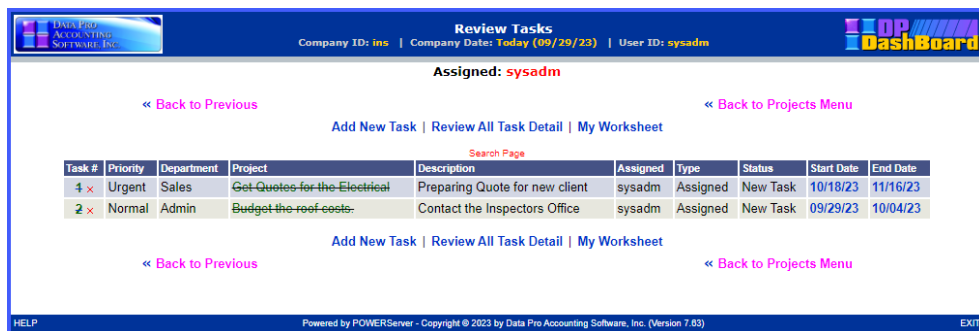 DATA PRO
ACCOUNTING
SOFTWARE INC.
Review Tasks
Company ID: ins | Company Date: Today (09/29/23) | User ID: sysadm
DP
DashBoard
Assigned: sysadm
« Back to Previous « Back to Projects Menu
Add New Task | Review All Task Detail | My Worksheet
Search Page
Task # Priority Department Project Description Assigned Type Status Start Date End Date
1 × Urgent Sales Get Quotes for the Electrical Preparing Quote for new client sysadm Assigned New Task 10/18/23 11/16/23
2 × Normal Admin Budget the roof costs. Contact the Inspectors Office sysadm Assigned New Task 09/29/23 10/04/23
Add New Task | Review All Task Detail | My Worksheet
« Back to Previous « Back to Projects Menu
HELP Powered by POWERServer - Copyright © 2023 by Data Pro Accounting Software, Inc. (Version 7.63) EXIT